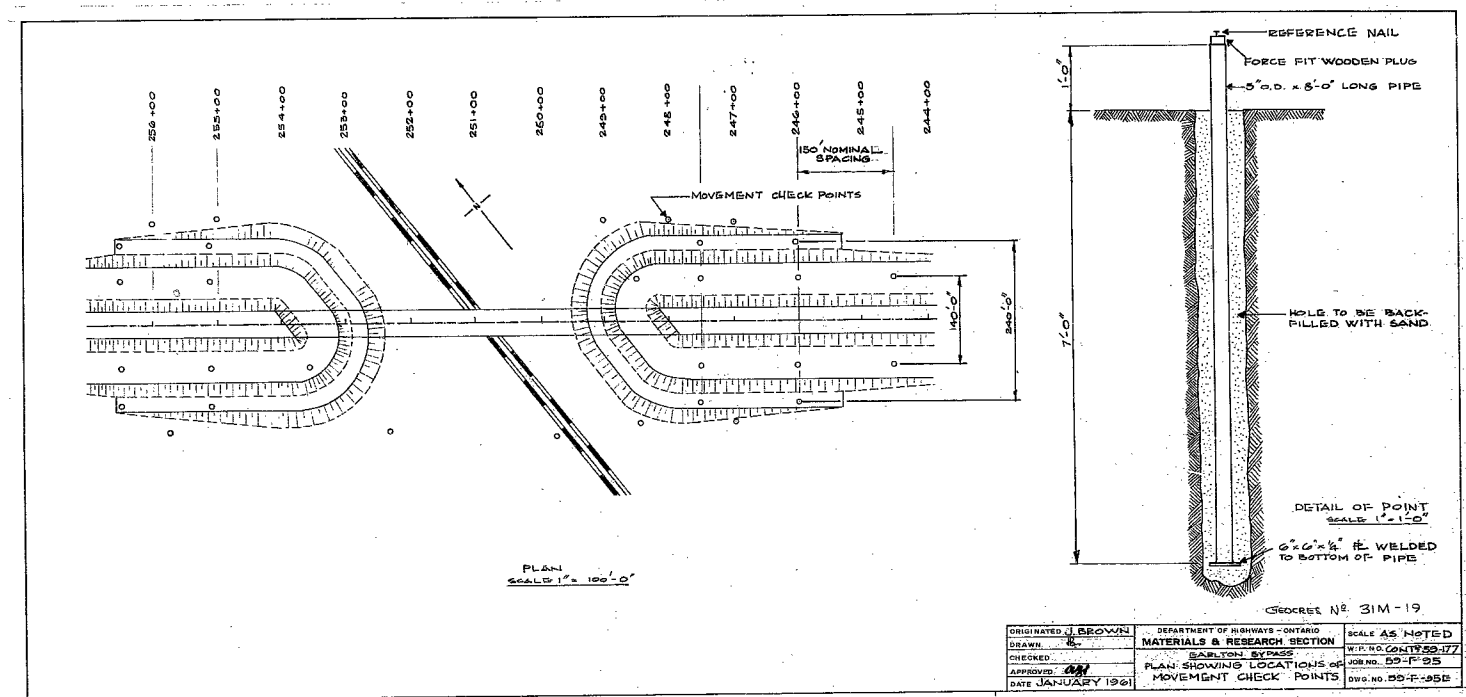 256+00
255+00
254+00
253+00
252+00
251+00
250+00
249+00
248+00
247+00
246+00
245+00
244+00
150' NOMINAL
SPACING
MOVEMENT CHECK POINTS
N
140'-0"
240'-0"
PLAN
SCALE 1" = 100'-0"
REFERENCE NAIL
FORCE FIT WOODEN PLUG
1'-0"
8'-0" LONG PIPE
7'-0"
HOLE TO BE BACK-
FILLED WITH SAND
DETAIL OF POINT
SCALE 1" = 1'-0"
6" x 6" x 1/4" PL WELDED
TO BOTTOM OF PIPE
GEOCRES Nº 31M-19
ORIGINATED J. BROWN
DRAWN
CHECKED
APPROVED
DATE JANUARY 1961
DEPARTMENT OF HIGHWAYS - ONTARIO
MATERIALS & RESEARCH SECTION
EARLTON BYPASS
PLAN SHOWING LOCATIONS OF
MOVEMENT CHECK POINTS
SCALE AS NOTED
W.P. NO. CONT# 59-177
JOB NO. 59-F-95
DWG NO. 59-F-95E